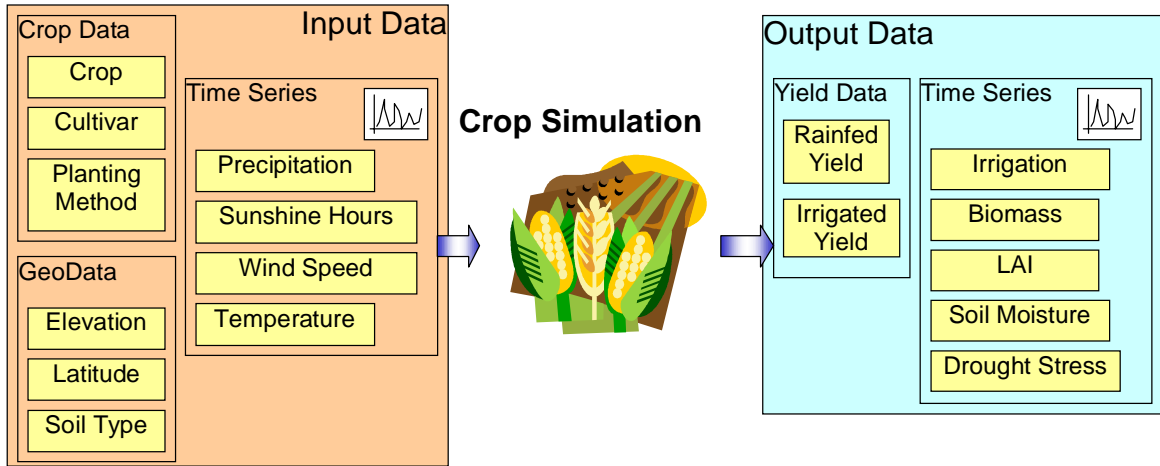 Input Data
Crop Data
Crop
Cultivar
Planting
Method
GeoData
Elevation
Latitude
Soil Type
Time Series
Precipitation
Sunshine Hours
Wind Speed
Temperature
Crop Simulation
Output Data
Yield Data
Rainfed
Yield
Irrigated
Yield
Time Series
Irrigation
Biomass
LAI
Soil Moisture
Drought Stress